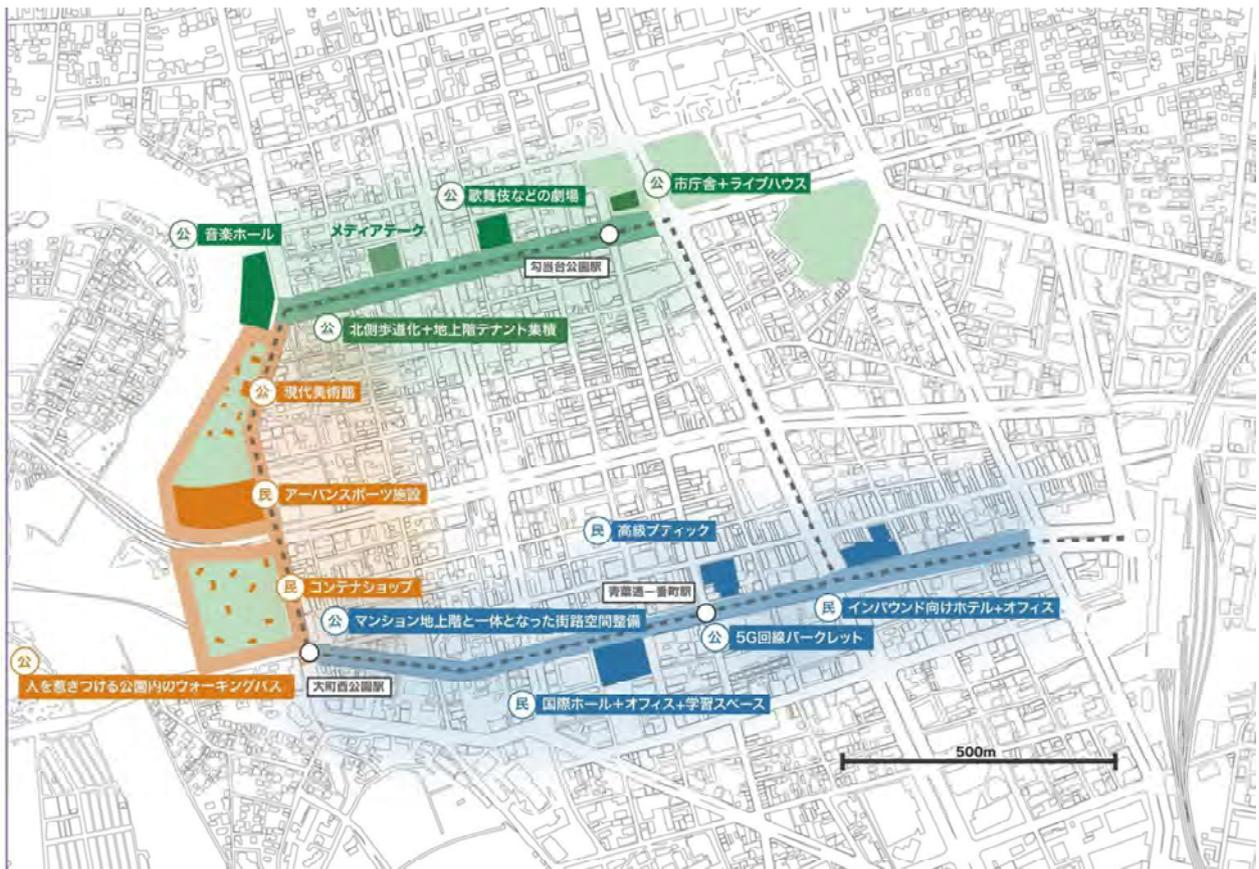 公 市庁舎+ライブハウス
公 歌舞伎などの劇場
公 音楽ホール
メディアテーク
勾当台公園駅
公 北側歩道化+地上階テナント集積
公 現代美術館
民 アーバンスポーツ施設
民 高級ブティック
民 コンテナショップ
青葉通一番町駅
民 インバウンド向けホテル+オフィス
公 マンション地上階と一体となった街路空間整備
公 5G回線パークレット
公
人を惹きつける公園内のウォーキングパス
大町西公園駅
民 国際ホール+オフィス+学習スペース
500m